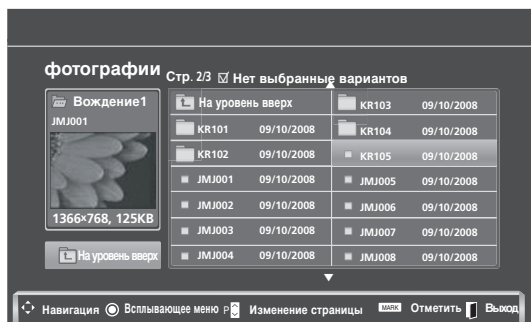 фотографии Стр. 2/3 Нет выбранные вариантов
Вождение1
JMJ001
1366×768, 125KB
На уровень вверх
На уровень вверх
KR101 09/10/2008
KR102 09/10/2008
JMJ001 09/10/2008
JMJ002 09/10/2008
JMJ003 09/10/2008
JMJ004 09/10/2008
KR103 09/10/2008
KR104 09/10/2008
KR105 09/10/2008
JMJ005 09/10/2008
JMJ006 09/10/2008
JMJ007 09/10/2008
JMJ008 09/10/2008
Навигация Всплывающее меню P Изменение страницы MARK Отметить Выход